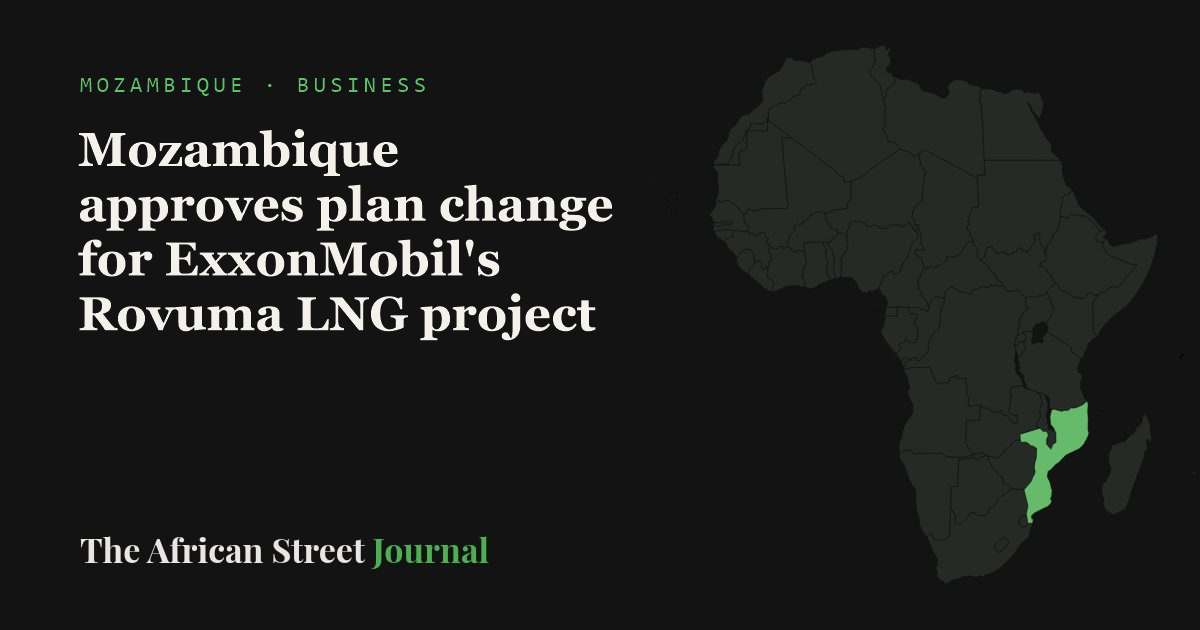 MOZAMBIQUE · BUSINESS
Mozambique
approves plan change
for ExxonMobil's
Rovuma LNG project
The African Street Journal